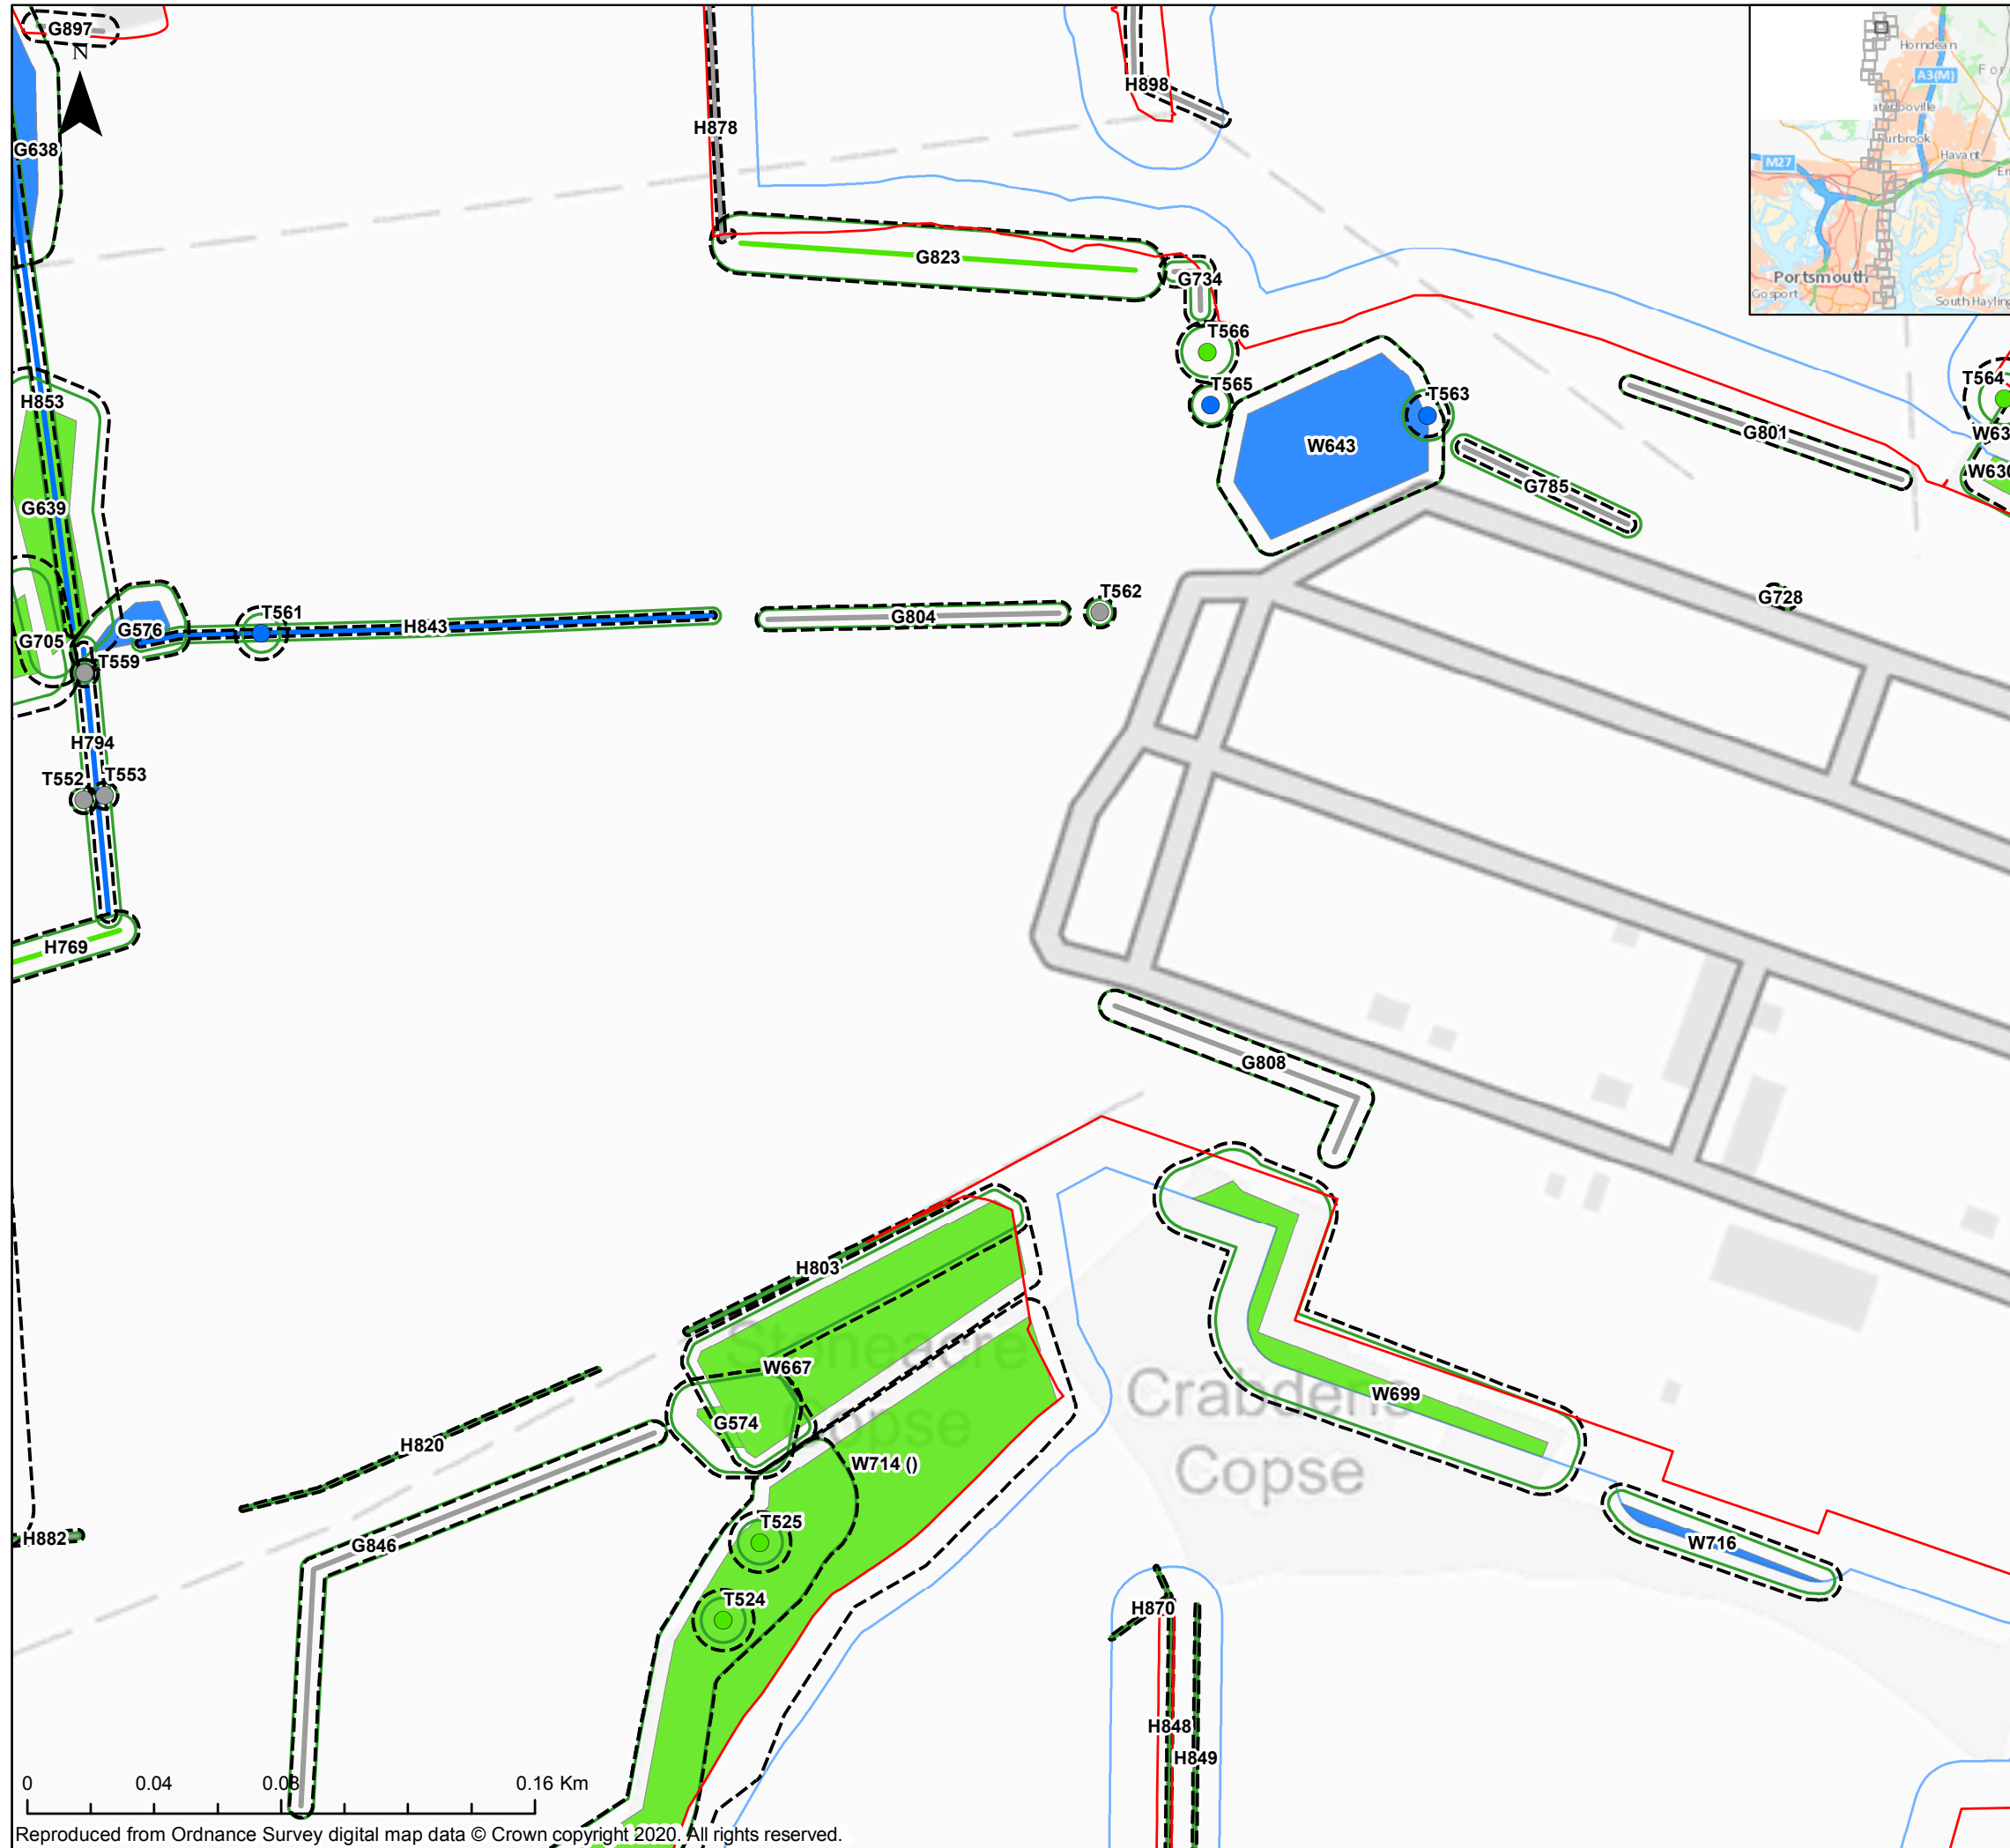 G897
N
G638
H878
H898
Horndean
A3(M)
Purbrook
Havant
M27
Portsmouth
Gosport
South Hayling
G823
G734
T566
T565
T563
T564
W643
G801
G785
H853
G639
G728
T562
T561
G804
H843
G576
G705
T559
H794
T552
T553
H769
G808
H803
Stoneacre
Copse
W667
G574
Crabdens
Copse
W699
H820
W714 ()
T525
G846
H882
W716
T524
H870
H848
H849
0 0.04 0.08 0.16 Km
Reproduced from Ordnance Survey digital map data © Crown copyright 2020. All rights reserved.